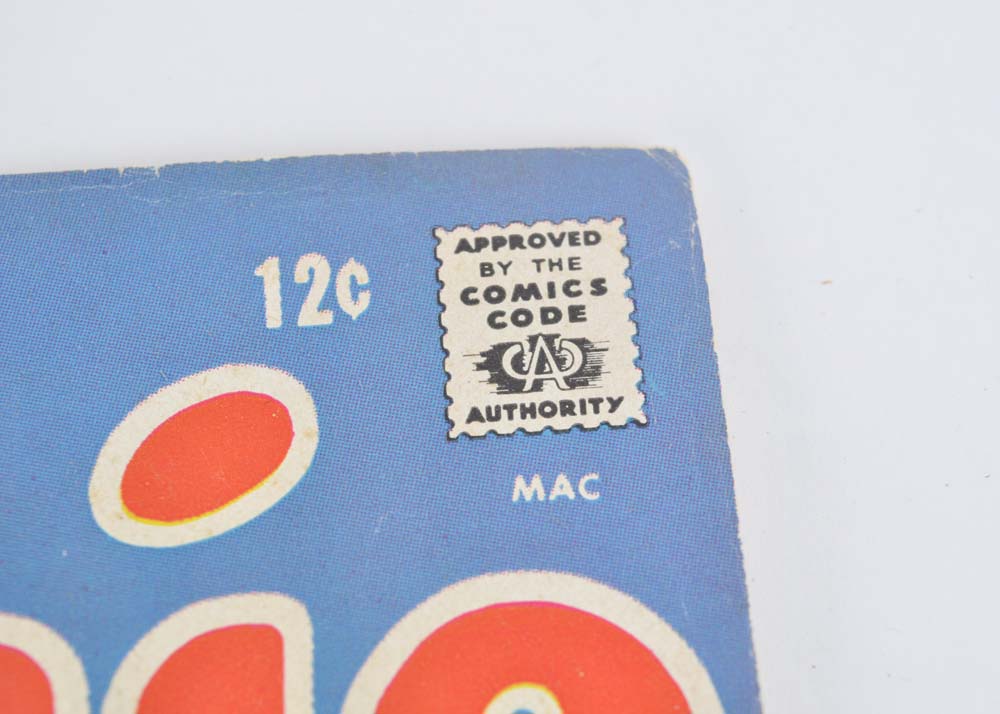 12¢
APPROVED
BY THE
COMICS
CODE
CA
AUTHORITY
MAC